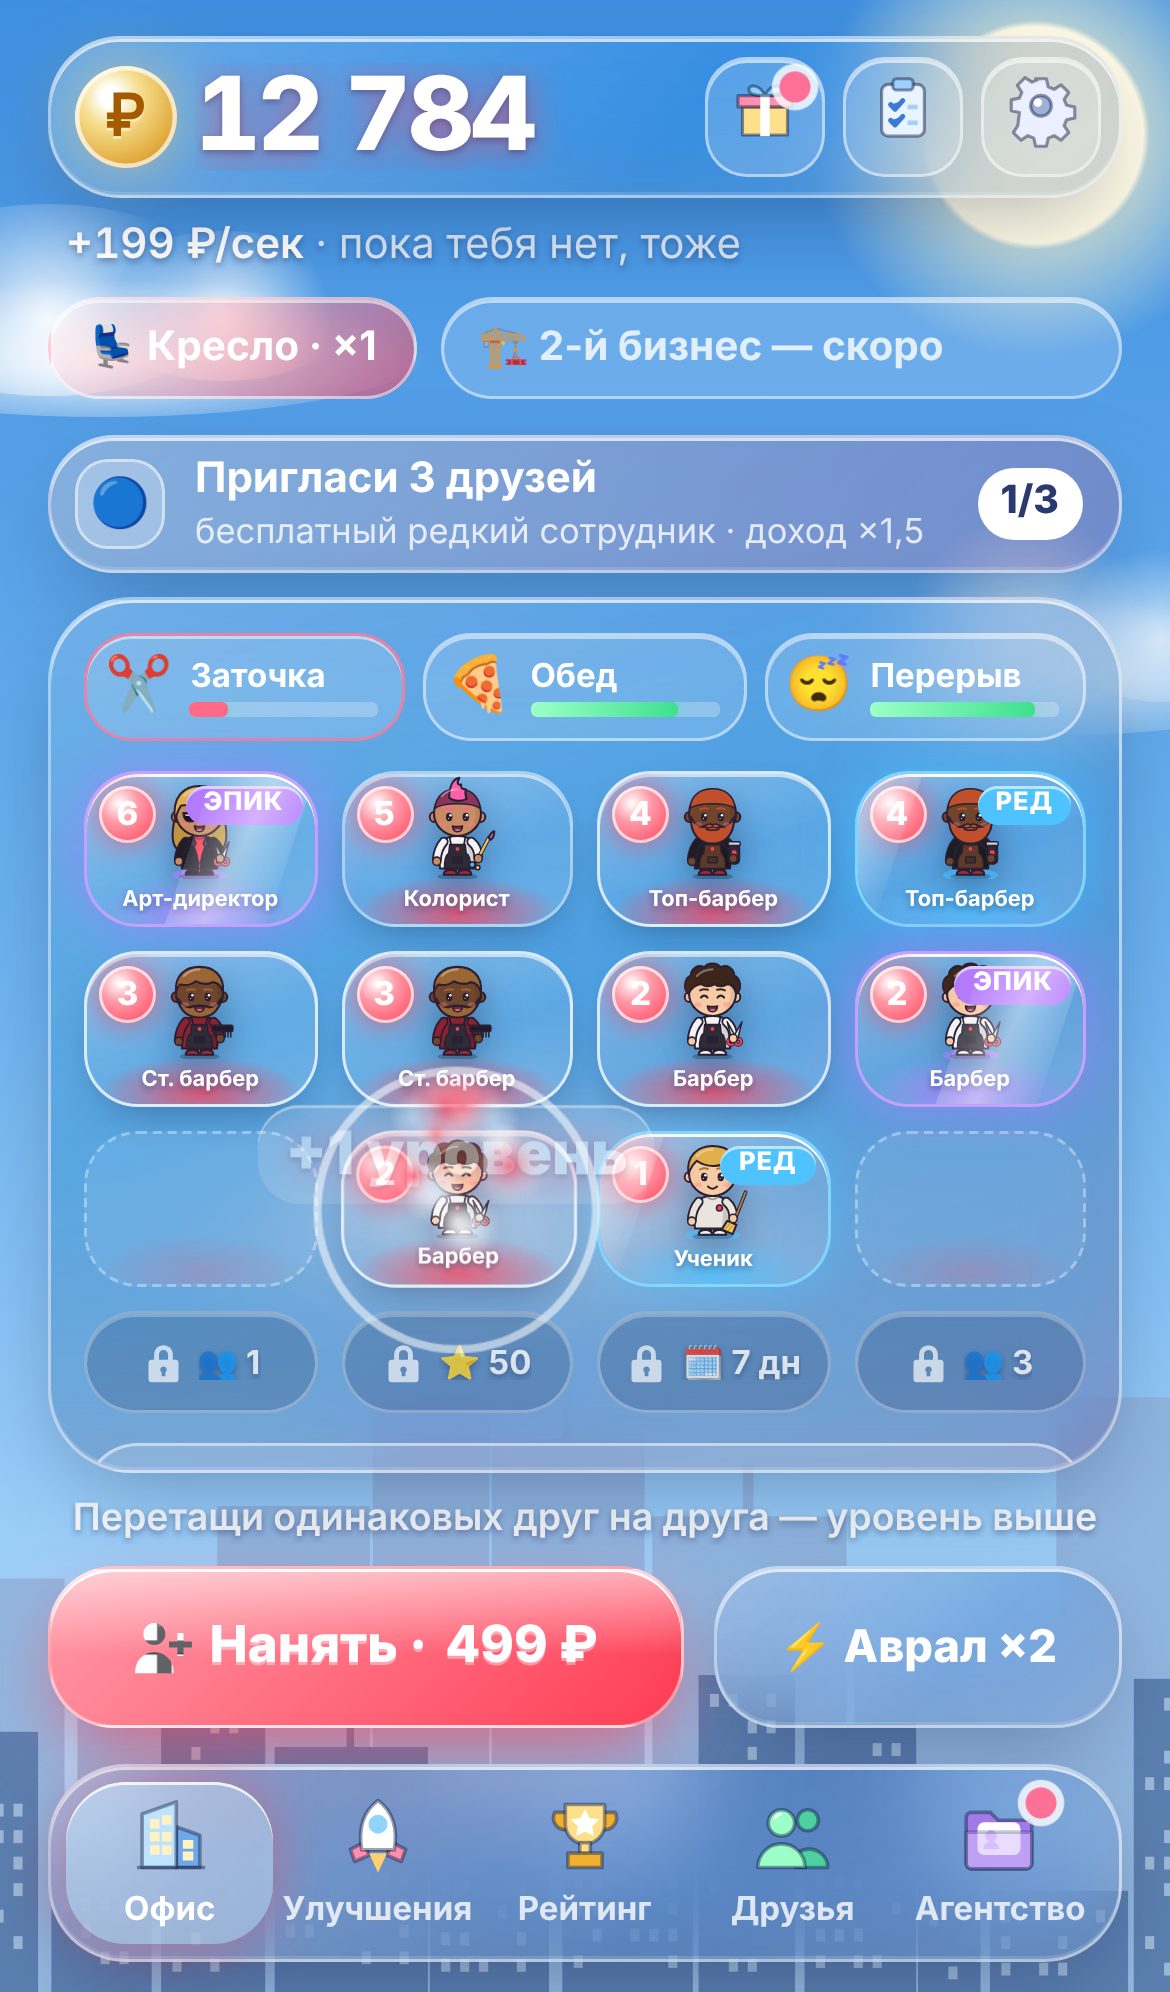 ₽ 12 784
+199 ₽/сек · пока тебя нет, тоже
Кресло · ×1
2-й бизнес — скоро
Пригласи 3 друзей
бесплатный редкий сотрудник · доход ×1,5
1/3
Заточка
Обед
Перерыв
6 ЭПИК
Арт-директор
5
Колорист
4
Топ-барбер
4 РЕД
Топ-барбер
3
Ст. барбер
3
Ст. барбер
2
Барбер
2 ЭПИК
Барбер
+1 уровень
2
Барбер
1 РЕД
Ученик
1
50
7 дн
3
Перетащи одинаковых друг на друга — уровень выше
Нанять · 499 ₽
Аврал ×2
Офис
Улучшения
Рейтинг
Друзья
Агентство